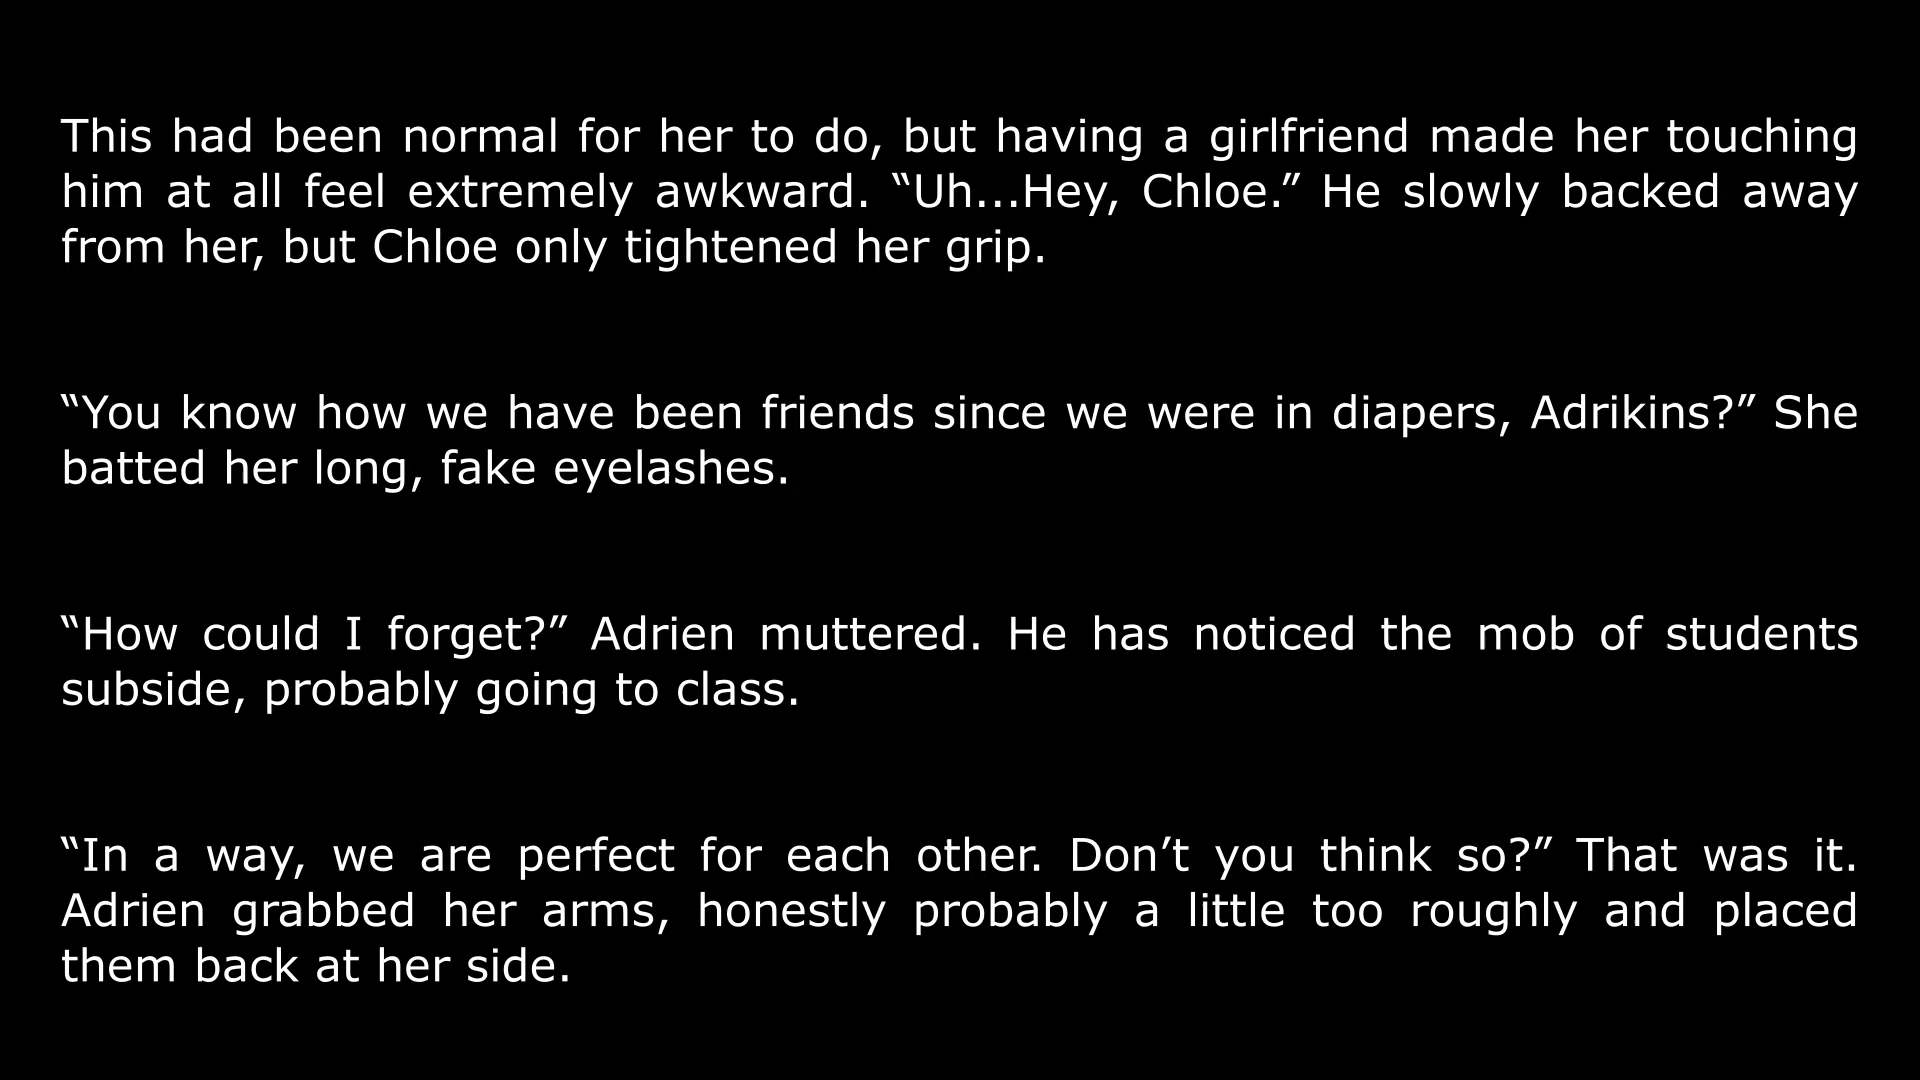 This had been normal for her to do, but having a girlfriend made her touching
him at all feel extremely awkward. “Uh...Hey, Chloe.” He slowly backed away
from her, but Chloe only tightened her grip.
“You know how we have been friends since we were in diapers, Adrikins?” She
batted her long, fake eyelashes.
“How could I forget?” Adrien muttered. He has noticed the mob of students
subside, probably going to class.
“In a way, we are perfect for each other. Don’t you think so?” That was it.
Adrien grabbed her arms, honestly probably a little too roughly and placed
them back at her side.